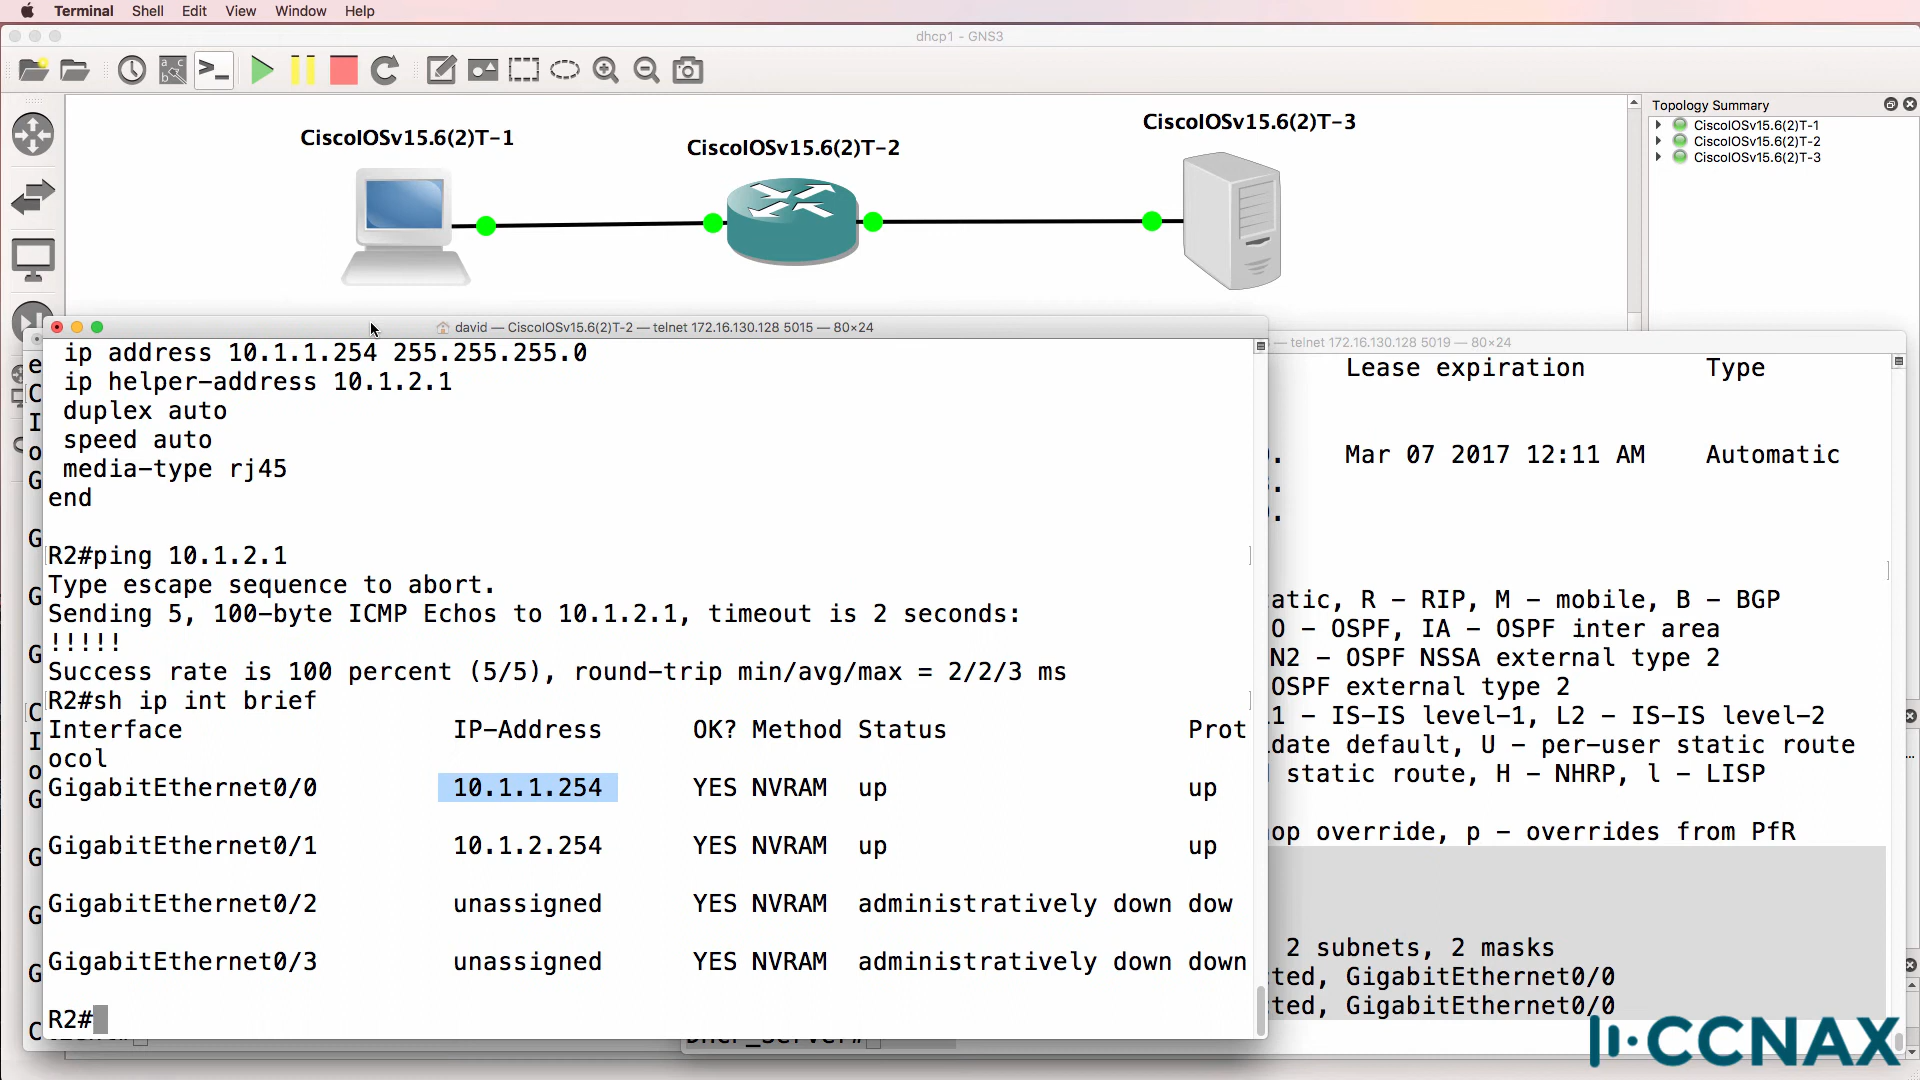 Terminal Shell Edit View Window Help
dhcp1 - GNS3
CiscoIOSv15.6(2)T-1
CiscoIOSv15.6(2)T-2
CiscoIOSv15.6(2)T-3
Topology Summary
CiscoIOSv15.6(2)T-1
CiscoIOSv15.6(2)T-2
CiscoIOSv15.6(2)T-3
david — CiscoIOSv15.6(2)T-2 — telnet 172.16.130.128 5015 — 80×24
ip address 10.1.1.254 255.255.255.0
ip helper-address 10.1.2.1
duplex auto
speed auto
media-type rj45
end
R2#ping 10.1.2.1
Type escape sequence to abort.
Sending 5, 100-byte ICMP Echos to 10.1.2.1, timeout is 2 seconds:
!!!!!
Success rate is 100 percent (5/5), round-trip min/avg/max = 2/2/3 ms
R2#sh ip int brief
Interface IP-Address OK? Method Status Prot
ocol
GigabitEthernet0/0 10.1.1.254 YES NVRAM up up
GigabitEthernet0/1 10.1.2.254 YES NVRAM up up
GigabitEthernet0/2 unassigned YES NVRAM administratively down dow
GigabitEthernet0/3 unassigned YES NVRAM administratively down down
R2#
— telnet 172.16.130.128 5019 — 80×24
Lease expiration Type
Mar 07 2017 12:11 AM Automatic
atic, R - RIP, M - mobile, B - BGP
O - OSPF, IA - OSPF inter area
N2 - OSPF NSSA external type 2
OSPF external type 2
L1 - IS-IS level-1, L2 - IS-IS level-2
date default, U - per-user static route
static route, H - NHRP, l - LISP
op override, p - overrides from PfR
2 subnets, 2 masks
ted, GigabitEthernet0/0
ted, GigabitEthernet0/0
CCNAX